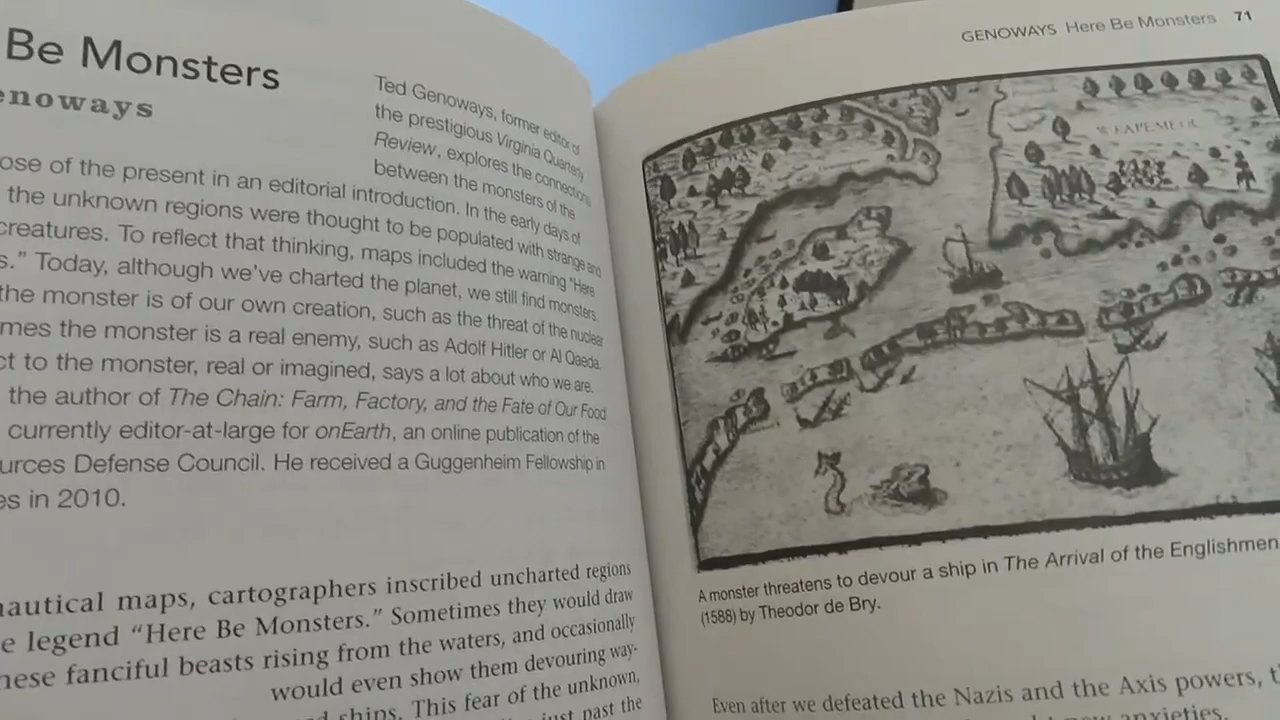 Be Monsters
enoways
Ted Genoways, former editor of
the prestigious Virginia Quarterly
Review, explores the connections
between the monsters of the
ose of the present in an editorial introduction. In the early days of
the unknown regions were thought to be populated with strange and
creatures. To reflect that thinking, maps included the warning “Here
s.” Today, although we’ve charted the planet, we still find monsters.
the monster is of our own creation, such as the threat of the nuclear
mes the monster is a real enemy, such as Adolf Hitler or Al Qaeda.
ct to the monster, real or imagined, says a lot about who we are.
the author of The Chain: Farm, Factory, and the Fate of Our Food
currently editor-at-large for onEarth, an online publication of the
urces Defense Council. He received a Guggenheim Fellowship in
es in 2010.
nautical maps, cartographers inscribed uncharted regions
e legend “Here Be Monsters.” Sometimes they would draw
hese fanciful beasts rising from the waters, and occasionally
would even show them devouring way-
ships. This fear of the unknown,
just past the
GENOWAYS Here Be Monsters 71
WEAPEMEOC
A monster threatens to devour a ship in The Arrival of the Englishmen
(1588) by Theodor de Bry.
Even after we defeated the Nazis and the Axis powers, t
new anxieties.